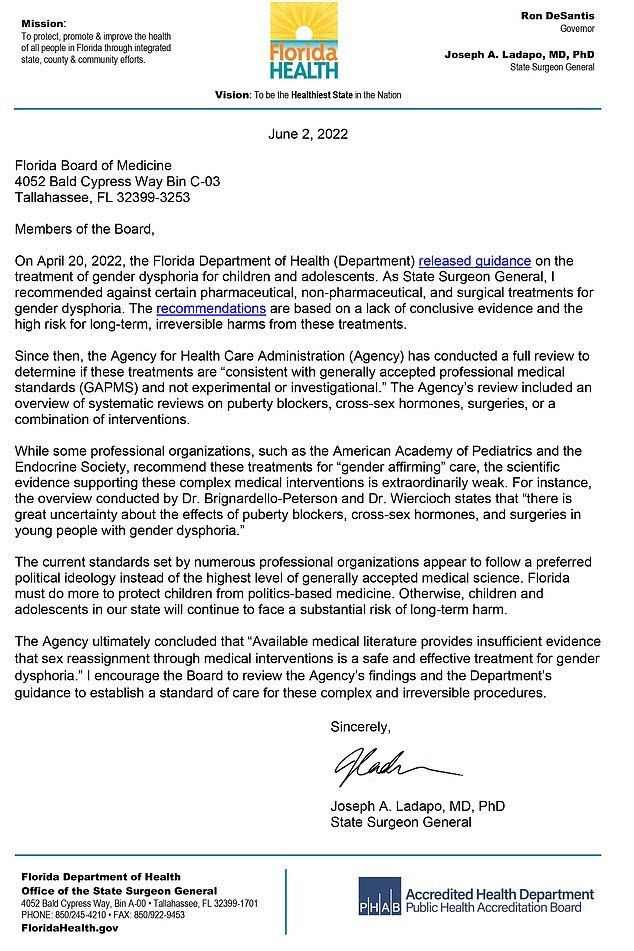 Mission:
To protect, promote & improve the health
of all people in Florida through integrated
state, county & community efforts.
Florida
HEALTH
Ron DeSantis
Governor
Joseph A. Ladapo, MD, PhD
State Surgeon General
Vision: To be the Healthiest State in the Nation
June 2, 2022
Florida Board of Medicine
4052 Bald Cypress Way Bin C-03
Tallahassee, FL 32399-3253
Members of the Board,
On April 20, 2022, the Florida Department of Health (Department) released guidance on the
treatment of gender dysphoria for children and adolescents. As State Surgeon General, I
recommended against certain pharmaceutical, non-pharmaceutical, and surgical treatments for
gender dysphoria. The recommendations are based on a lack of conclusive evidence and the
high risk for long-term, irreversible harms from these treatments.
Since then, the Agency for Health Care Administration (Agency) has conducted a full review to
determine if these treatments are “consistent with generally accepted professional medical
standards (GAPMS) and not experimental or investigational.” The Agency’s review included an
overview of systematic reviews on puberty blockers, cross-sex hormones, surgeries, or a
combination of interventions.
While some professional organizations, such as the American Academy of Pediatrics and the
Endocrine Society, recommend these treatments for “gender affirming” care, the scientific
evidence supporting these complex medical interventions is extraordinarily weak. For instance,
the overview conducted by Dr. Brignardello-Peterson and Dr. Wiercioch states that “there is
great uncertainty about the effects of puberty blockers, cross-sex hormones, and surgeries in
young people with gender dysphoria.”
The current standards set by numerous professional organizations appear to follow a preferred
political ideology instead of the highest level of generally accepted medical science. Florida
must do more to protect children from politics-based medicine. Otherwise, children and
adolescents in our state will continue to face a substantial risk of long-term harm.
The Agency ultimately concluded that “Available medical literature provides insufficient evidence
that sex reassignment through medical interventions is a safe and effective treatment for gender
dysphoria.” I encourage the Board to review the Agency’s findings and the Department’s
guidance to establish a standard of care for these complex and irreversible procedures.
Sincerely,
Joseph A. Ladapo, MD, PhD
State Surgeon General
Florida Department of Health
Office of the State Surgeon General
4052 Bald Cypress Way, Bin A-00 • Tallahassee, FL 32399-1701
PHONE: 850/245-4210 • FAX: 850/922-9453
FloridaHealth.gov
PHAB
Accredited Health Department
Public Health Accreditation Board